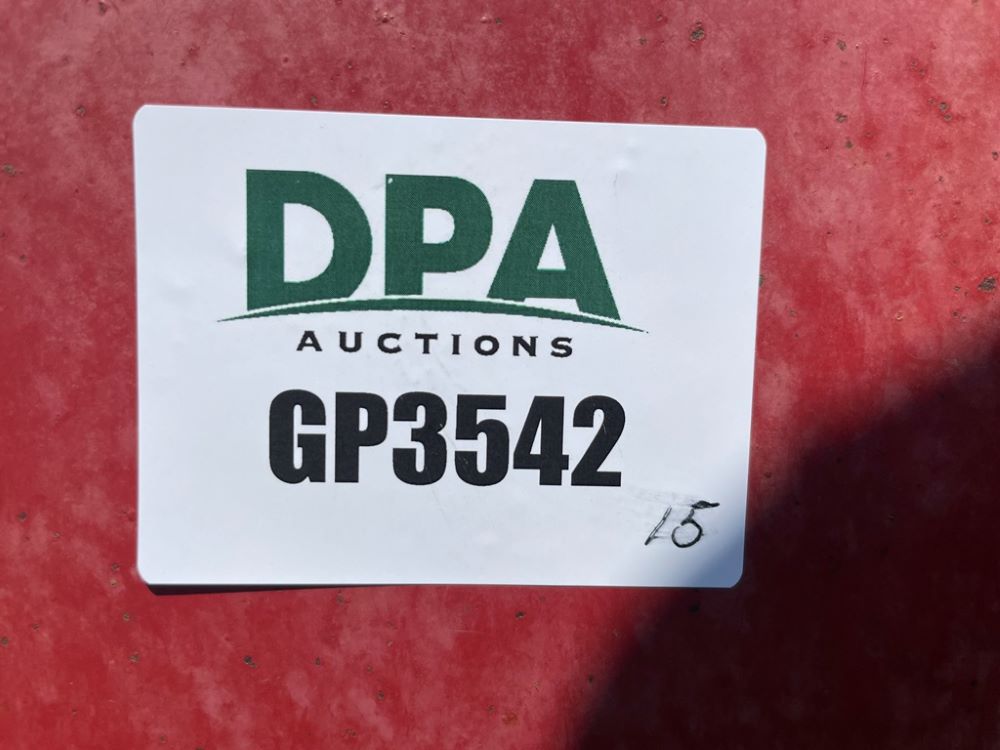 DPA
AUCTIONS
GP3542
15